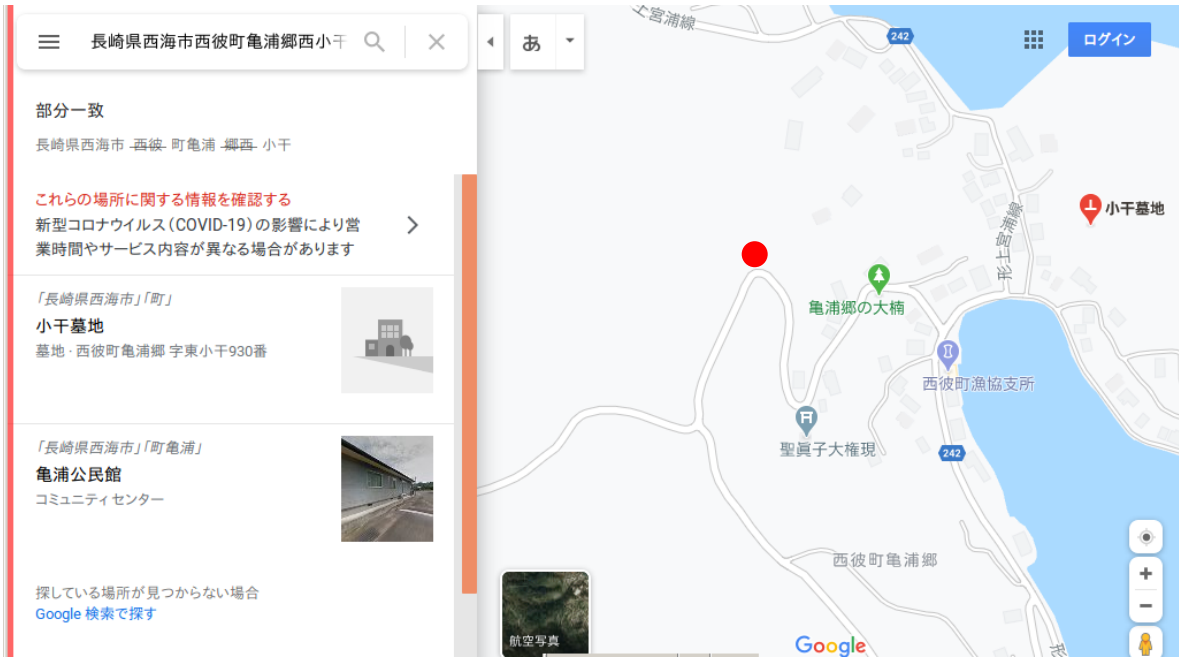 長崎県西海市西彼町亀浦郷西小干
部分一致
長崎県西海市 西彼 町亀浦 郷西 小干
これらの場所に関する情報を確認する
新型コロナウイルス（COVID-19）の影響により営
業時間やサービス内容が異なる場合があります
「長崎県西海市」「町」
小干墓地
墓地 · 西彼町亀浦郷 字東小干930番
「長崎県西海市」「町亀浦」
亀浦公民館
コミュニティ センター
探している場所が見つからない場合
Google 検索で探す
あ
形上宮浦線
242
ログイン
小干墓地
形上宮浦線
亀浦郷の大楠
西彼町漁協支所
聖眞子大権現
242
西彼町亀浦郷
航空写真
Google